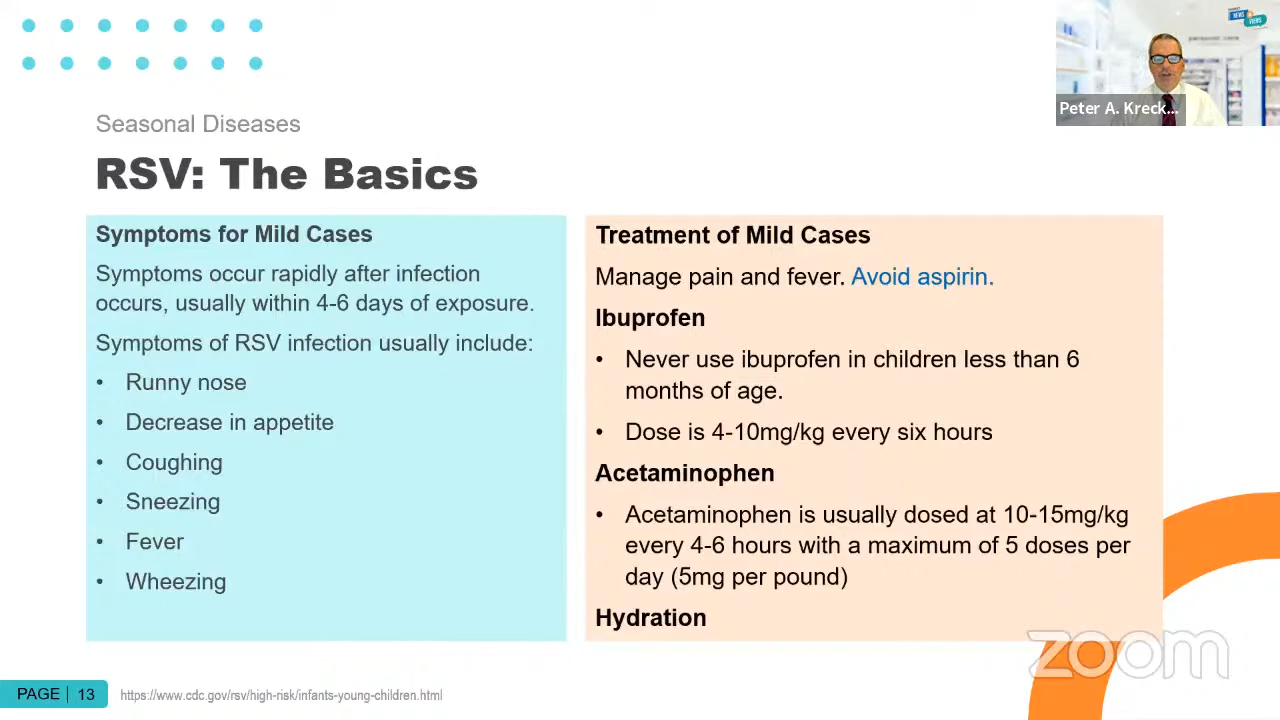 NEWS
VIEWS
Peter A. Kreck...
Seasonal Diseases
RSV: The Basics
Symptoms for Mild Cases
Symptoms occur rapidly after infection
occurs, usually within 4-6 days of exposure.
Symptoms of RSV infection usually include:
• Runny nose
• Decrease in appetite
• Coughing
• Sneezing
• Fever
• Wheezing
Treatment of Mild Cases
Manage pain and fever. Avoid aspirin.
Ibuprofen
• Never use ibuprofen in children less than 6
months of age.
• Dose is 4-10mg/kg every six hours
Acetaminophen
• Acetaminophen is usually dosed at 10-15mg/kg
every 4-6 hours with a maximum of 5 doses per
day (5mg per pound)
Hydration
zoom
PAGE | 13
https://www.cdc.gov/rsv/high-risk/infants-young-children.html